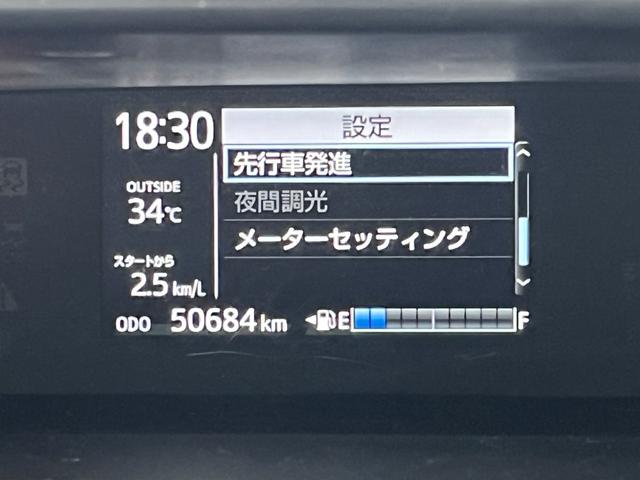 18:30
設定
先行車発進
夜間調光
メーターセッティング
OUTSIDE
34℃
スタートから
2.5 km/L
ODO 50684 km
E F